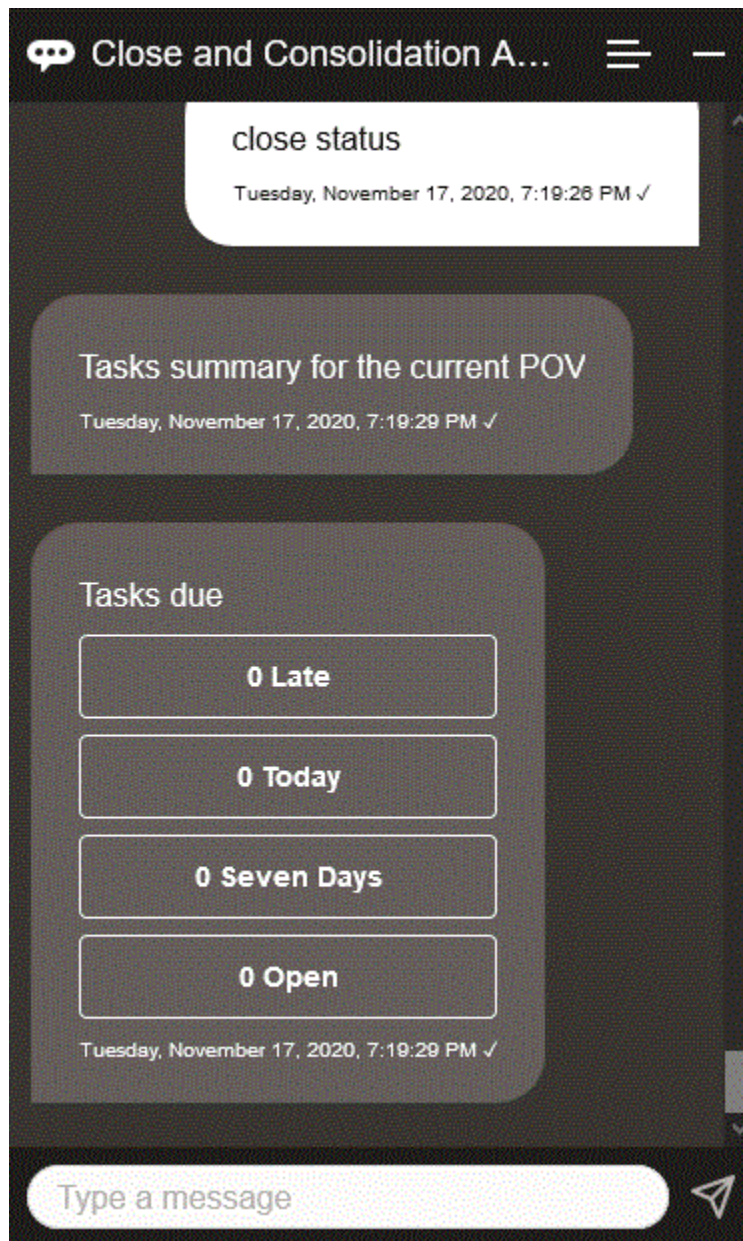 Close and Consolidation A...
close status
Tuesday, November 17, 2020, 7:19:26 PM ✓
Tasks summary for the current POV
Tuesday, November 17, 2020, 7:19:29 PM ✓
Tasks due
0 Late
0 Today
0 Seven Days
0 Open
Tuesday, November 17, 2020, 7:19:29 PM ✓
Type a message